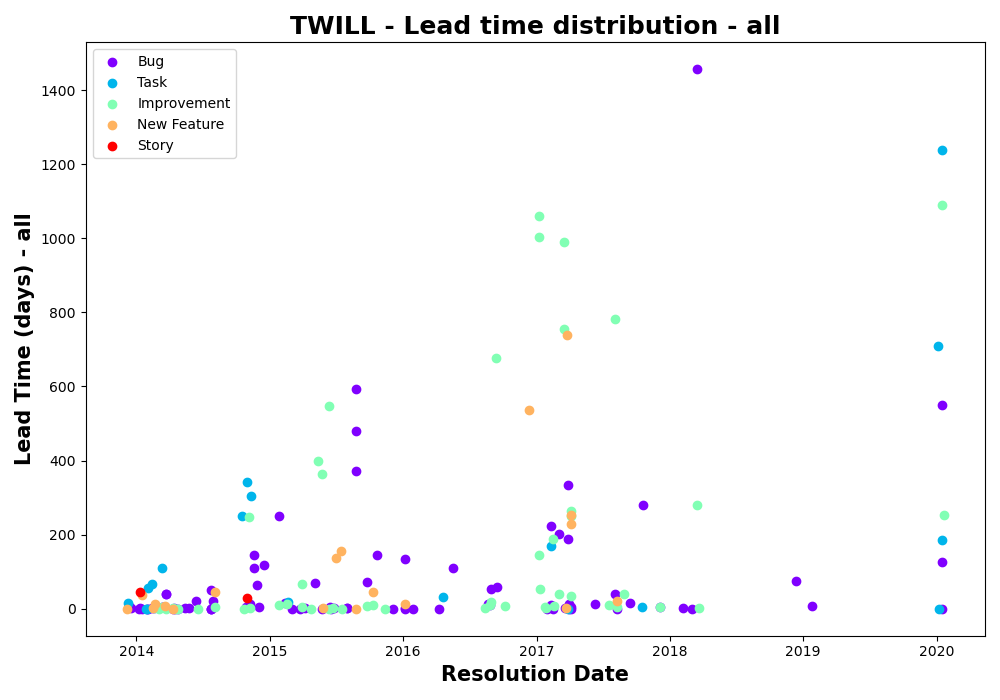 TWILL - Lead time distribution - all
Bug
Task
Improvement
New Feature
Story
Lead Time (days) - all
1400
1200
1000
800
600
400
200
0
2014 2015 2016 2017 2018 2019 2020
Resolution Date